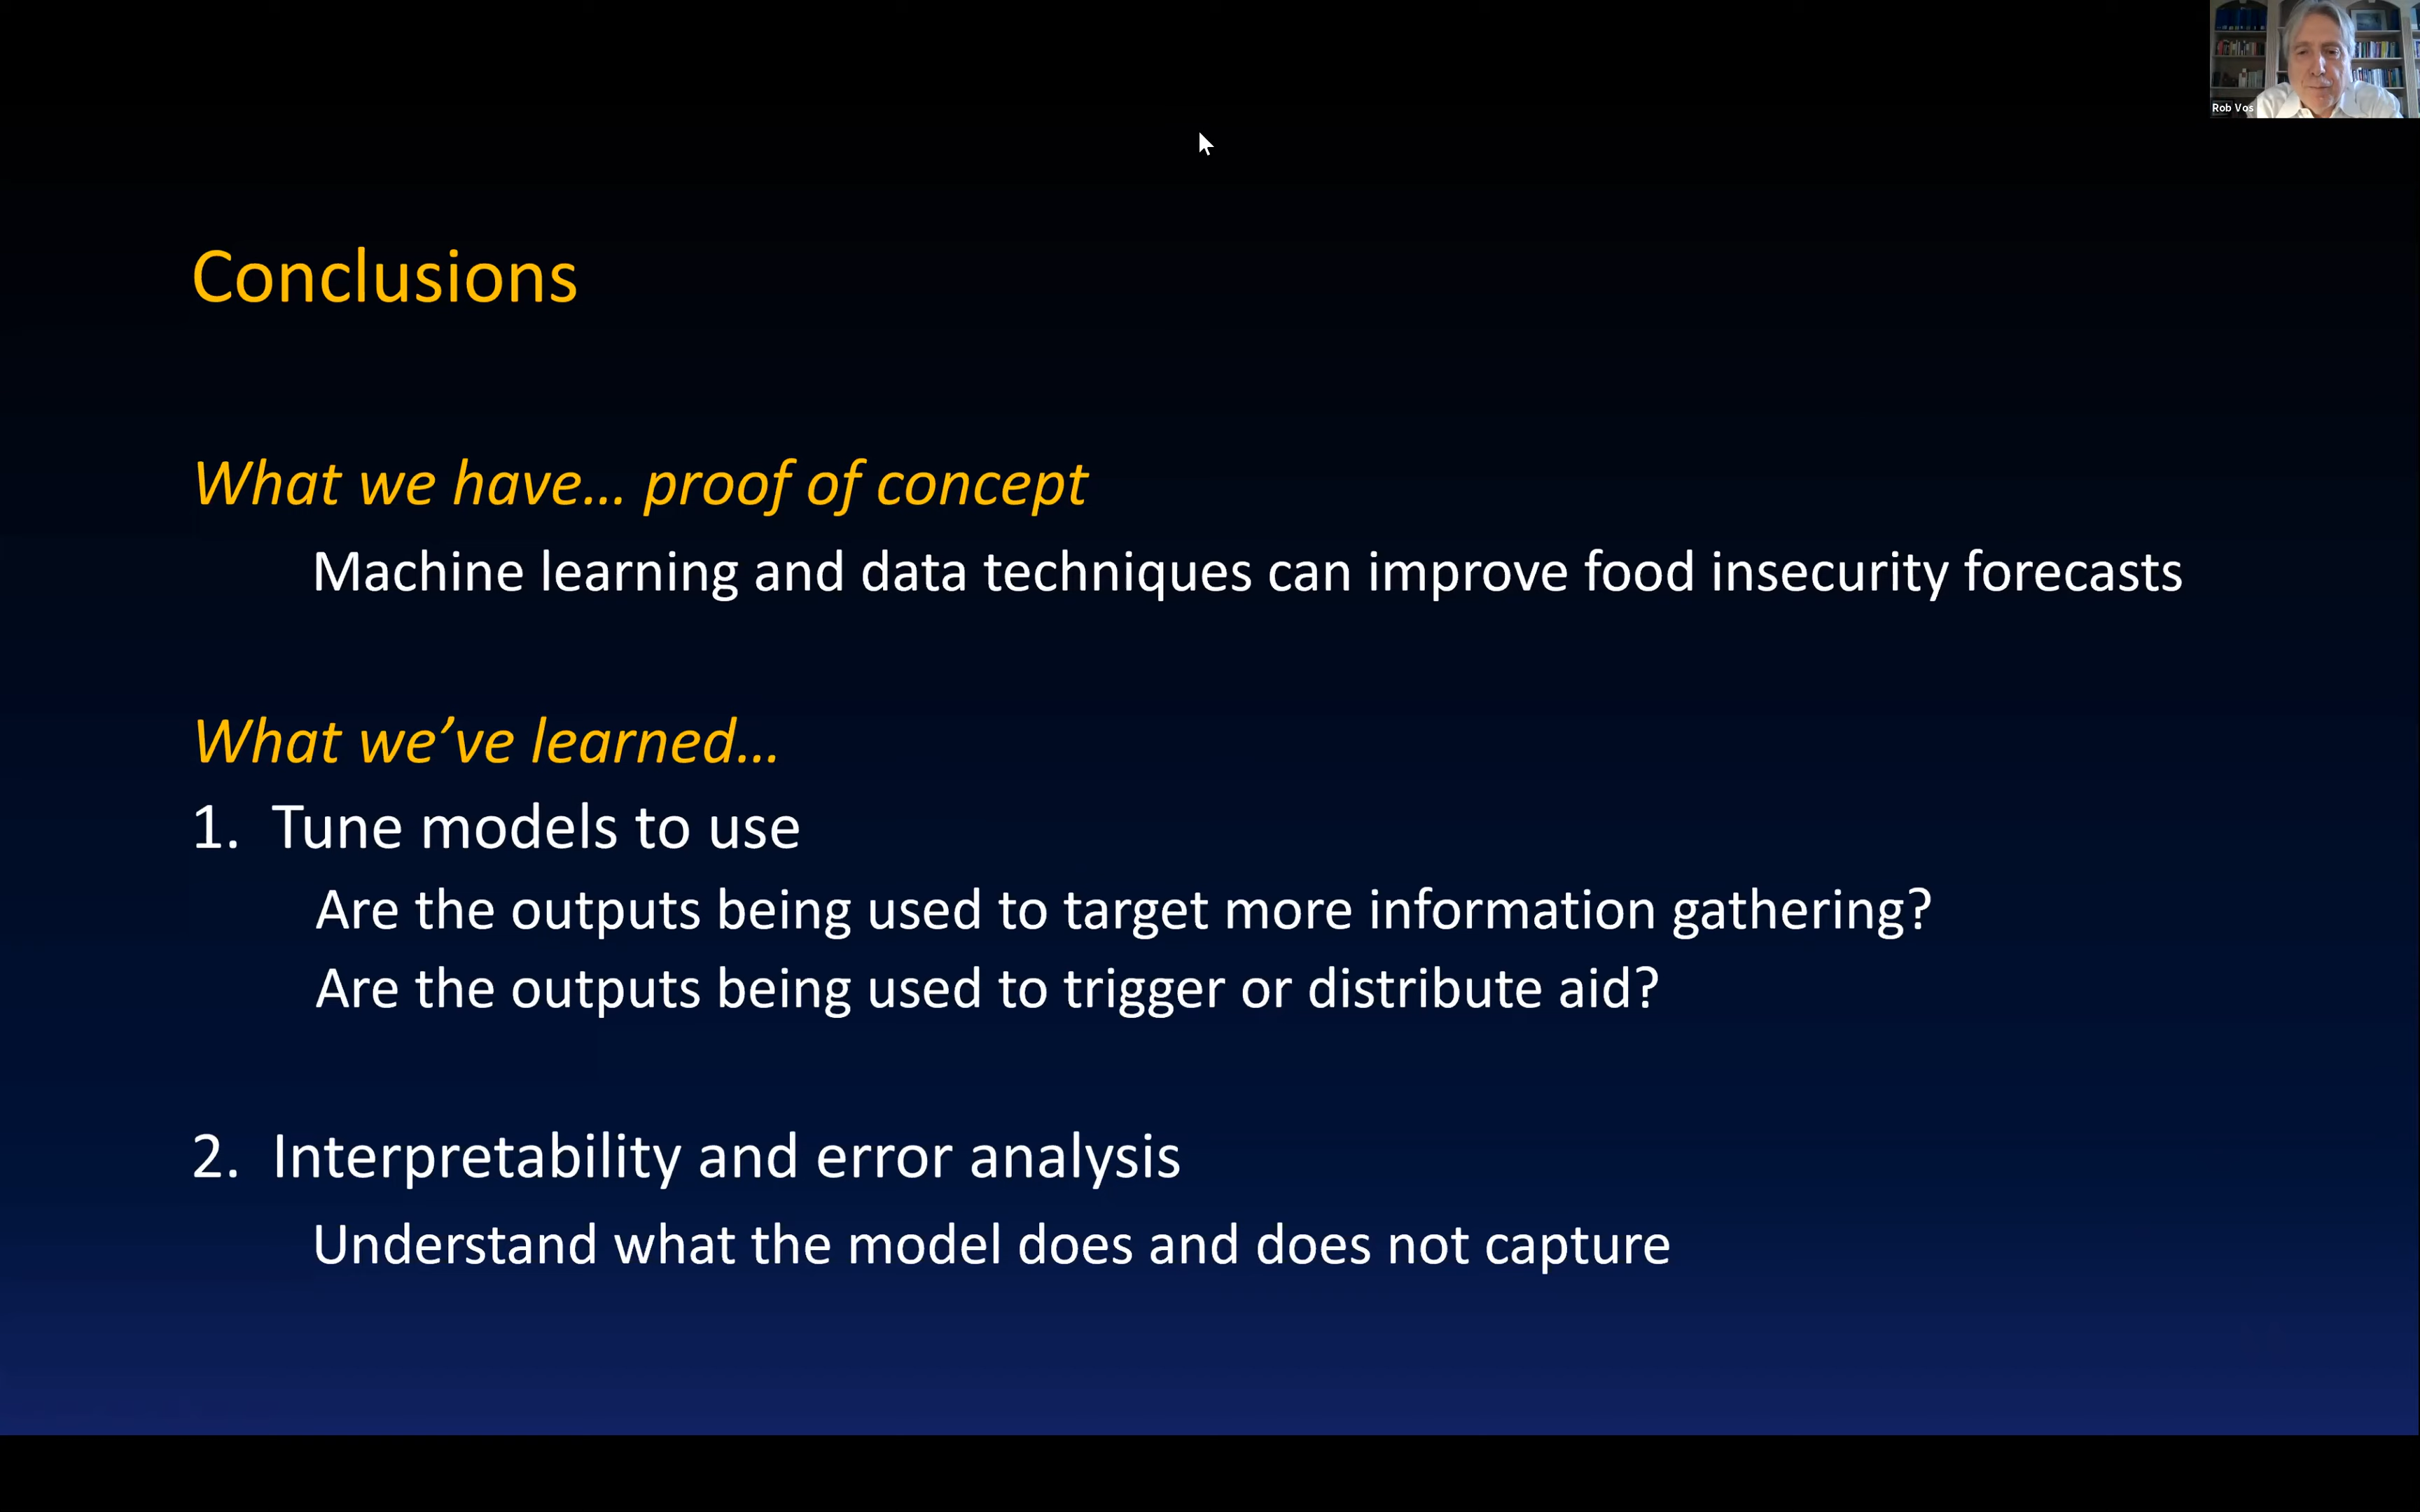 Rob Vos
Conclusions
What we have... proof of concept
Machine learning and data techniques can improve food insecurity forecasts
What we’ve learned...
1. Tune models to use
Are the outputs being used to target more information gathering?
Are the outputs being used to trigger or distribute aid?
2. Interpretability and error analysis
Understand what the model does and does not capture